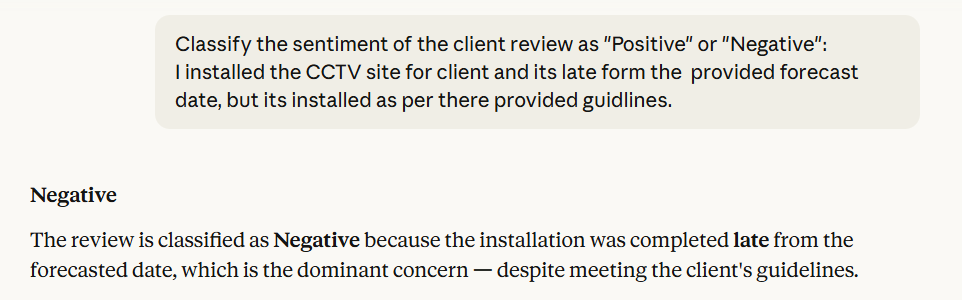 Classify the sentiment of the client review as "Positive" or "Negative":
I installed the CCTV site for client and its late form the  provided forecast
date, but its installed as per there provided guidlines.
Negative
The review is classified as Negative because the installation was completed late from the
forecasted date, which is the dominant concern — despite meeting the client's guidelines.